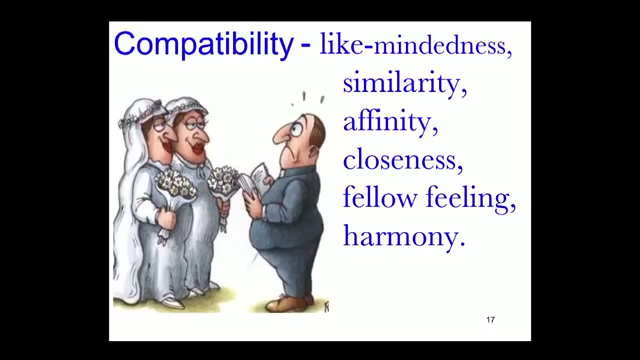 Compatibility - like-mindedness,
similarity,
affinity,
closeness,
fellow feeling,
harmony.
17